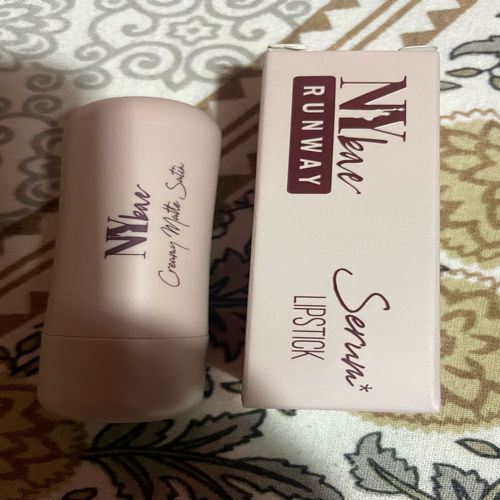 NYbae
Creamy Matte Satin
NYbae
RUNWAY
Serum*
LIPSTICK